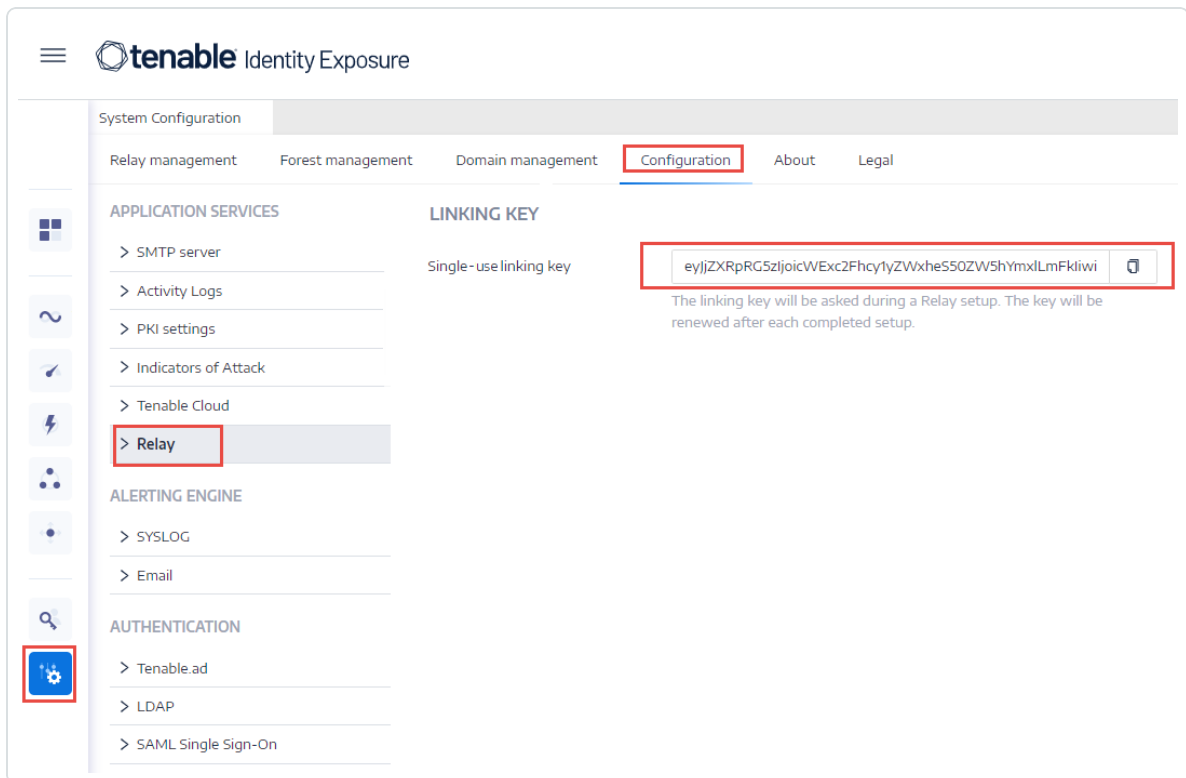 tenable Identity Exposure
System Configuration
Relay management Forest management Domain management Configuration About Legal
APPLICATION SERVICES
SMTP server
Activity Logs
PKI settings
Indicators of Attack
Tenable Cloud
Relay
ALERTING ENGINE
SYSLOG
Email
AUTHENTICATION
Tenable.ad
LDAP
SAML Single Sign-On
LINKING KEY
Single-use linking key
The linking key will be asked during a Relay setup. The key will be
renewed after each completed setup.